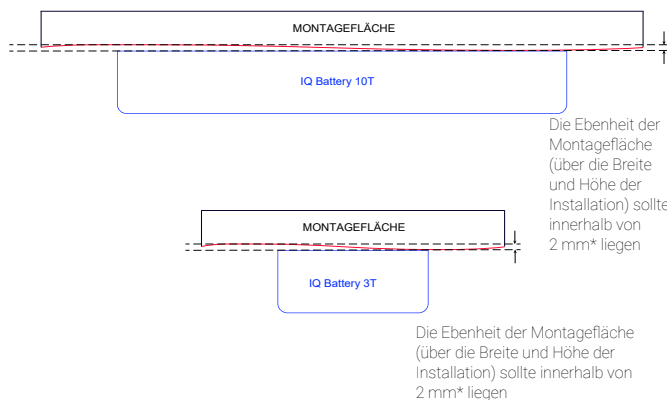 MONTAGEFLÄCHE
IQ Battery 10T
Die Ebenheit der
Montagefläche
(über die Breite
und Höhe der
Installation) sollte
innerhalb von
2 mm* liegen
MONTAGEFLÄCHE
IQ Battery 3T
Die Ebenheit der Montagefläche
(über die Breite und Höhe der
Installation) sollte innerhalb von
2 mm* liegen